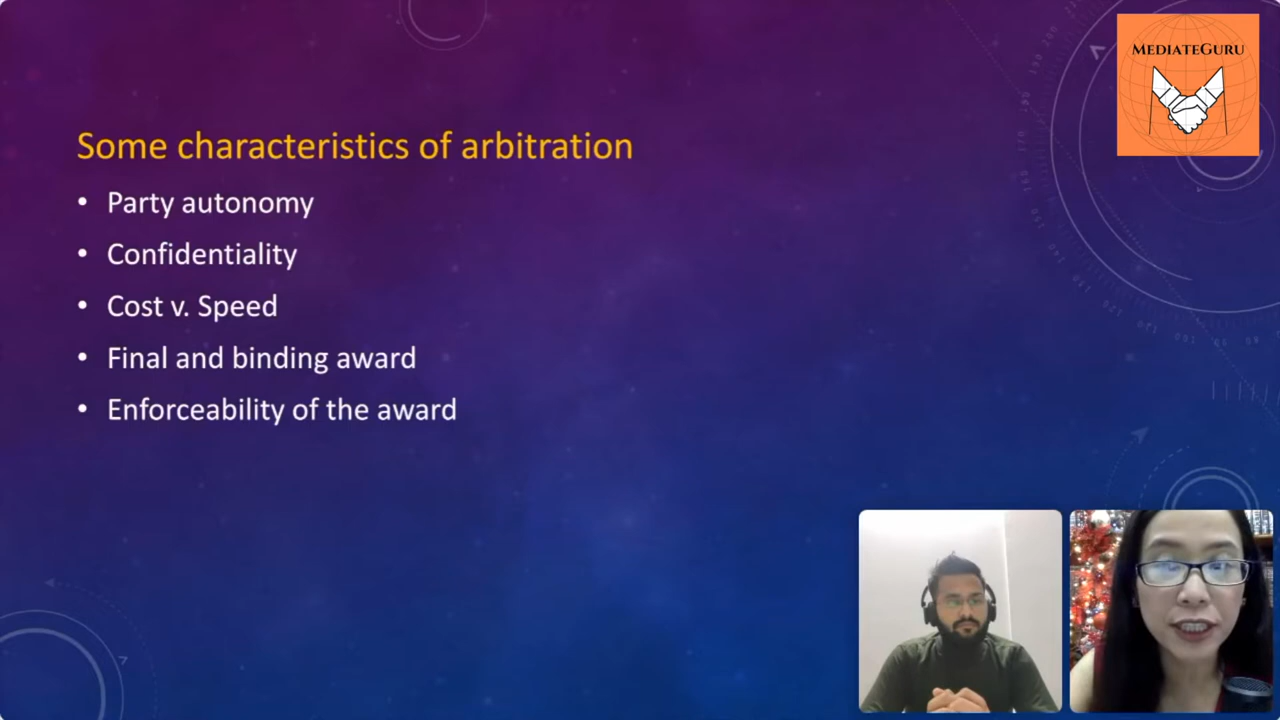 MEDIATEGURU
Some characteristics of arbitration
• Party autonomy
• Confidentiality
• Cost v. Speed
• Final and binding award
• Enforceability of the award